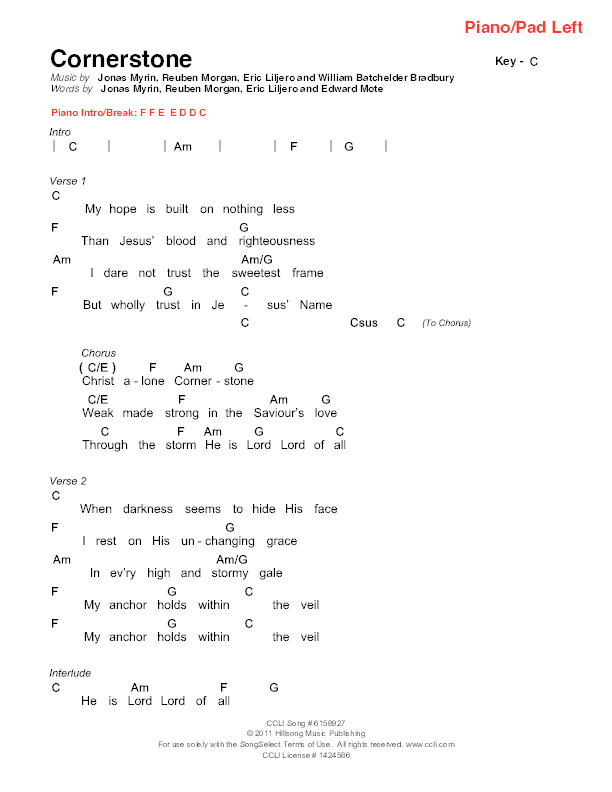 Piano/Pad Left
Cornerstone
Key - C
Music by Jonas Myrin, Reuben Morgan, Eric Liljero and William Batchelder Bradbury
Words by Jonas Myrin, Reuben Morgan, Eric Liljero and Edward Mote
Piano Intro/Break: F F E E D D C
Intro
| C | | Am | | F | G |
Verse 1
C
My hope is built on nothing less
F G
Than Jesus' blood and righteousness
Am Am/G
I dare not trust the sweetest frame
F G C
But wholly trust in Je - sus' Name
C Csus C (To Chorus)
Chorus
( C/E ) F Am G
Christ a - lone Corner - stone
C/E F Am G
Weak made strong in the Saviour's love
C F Am G C
Through the storm He is Lord Lord of all
Verse 2
C
When darkness seems to hide His face
F G
I rest on His un - changing grace
Am Am/G
In ev'ry high and stormy gale
F G C
My anchor holds within the veil
F G C
My anchor holds within the veil
Interlude
C Am F G
He is Lord Lord of all
CCLI Song # 6158927
© 2011 Hillsong Music Publishing
For use solely with the SongSelect Terms of Use. All rights reserved. www.ccli.com
CCLI License # 1424586